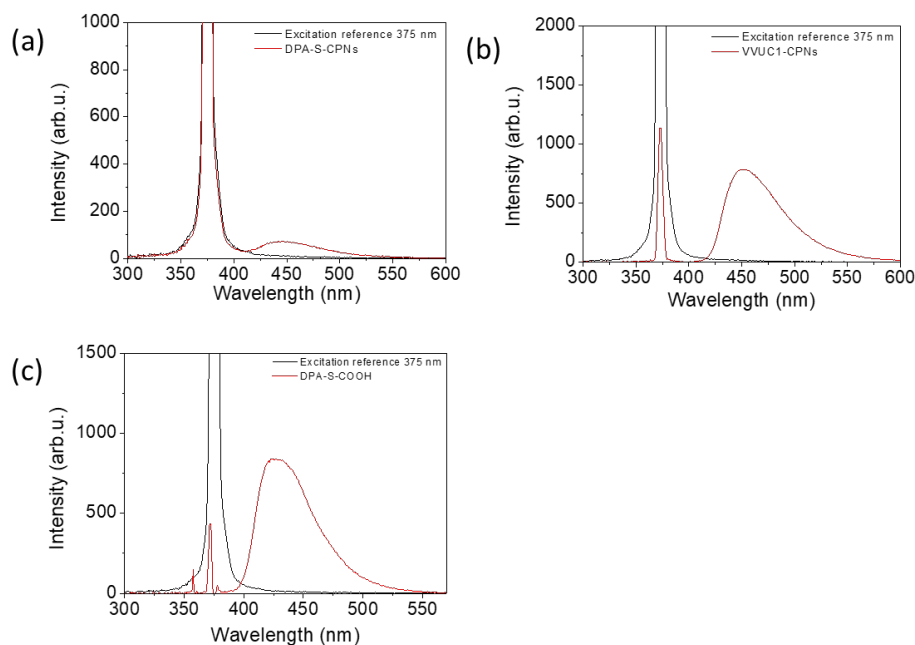 (a)
1000
800
600
400
200
0
Intensity (arb.u.)
Excitation reference 375 nm
DPA-S-CPNs
300 350 400 450 500 550 600
Wavelength (nm)
(b)
2000
1500
1000
500
0
Intensity (arb.u.)
Excitation reference 375 nm
VVUC1-CPNs
300 350 400 450 500 550 600
Wavelength (nm)
(c)
1500
1000
500
0
Intensity (arb.u.)
Excitation reference 375 nm
DPA-S-COOH
300 350 400 450 500 550
Wavelength (nm)